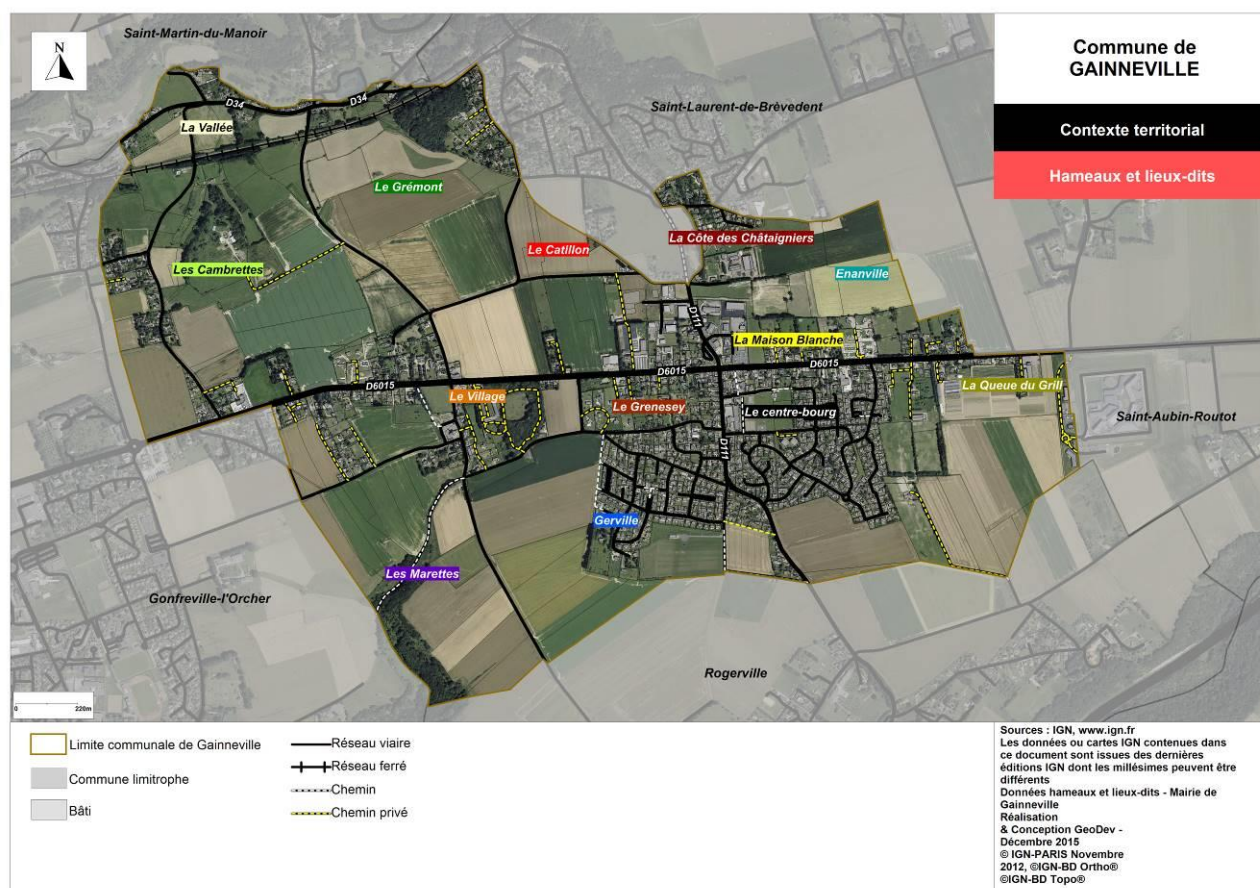 Commune de
GAINNEVILLE
Contexte territorial
Hameaux et lieux-dits
N
Saint-Martin-du-Manoir
Saint-Laurent-de-Brèvedent
D34
D34
La Vallée
Le Grémont
Le Catillon
La Côte des Châtaigniers
Les Cambrettes
Enanville
D111
La Maison Blanche
D6015
D6015
D6015
Le Village
Le Grenesey
Le centre-bourg
La Queue du Grill
Saint-Aubin-Routot
D111
Gerville
Les Marettes
Gonfreville-l'Orcher
Rogerville
0 220m
Limite communale de Gainneville
Commune limitrophe
Bâti
Réseau viaire
Réseau ferré
Chemin
Chemin privé
Sources : IGN, www.ign.fr
Les données ou cartes IGN contenues dans
ce document sont issues des dernières
éditions IGN dont les millésimes peuvent être
différents
Données hameaux et lieux-dits - Mairie de
Gainneville
Réalisation
& Conception GeoDev -
Décembre 2015
© IGN-PARIS Novembre
2012, ©IGN-BD Ortho®
©IGN-BD Topo®